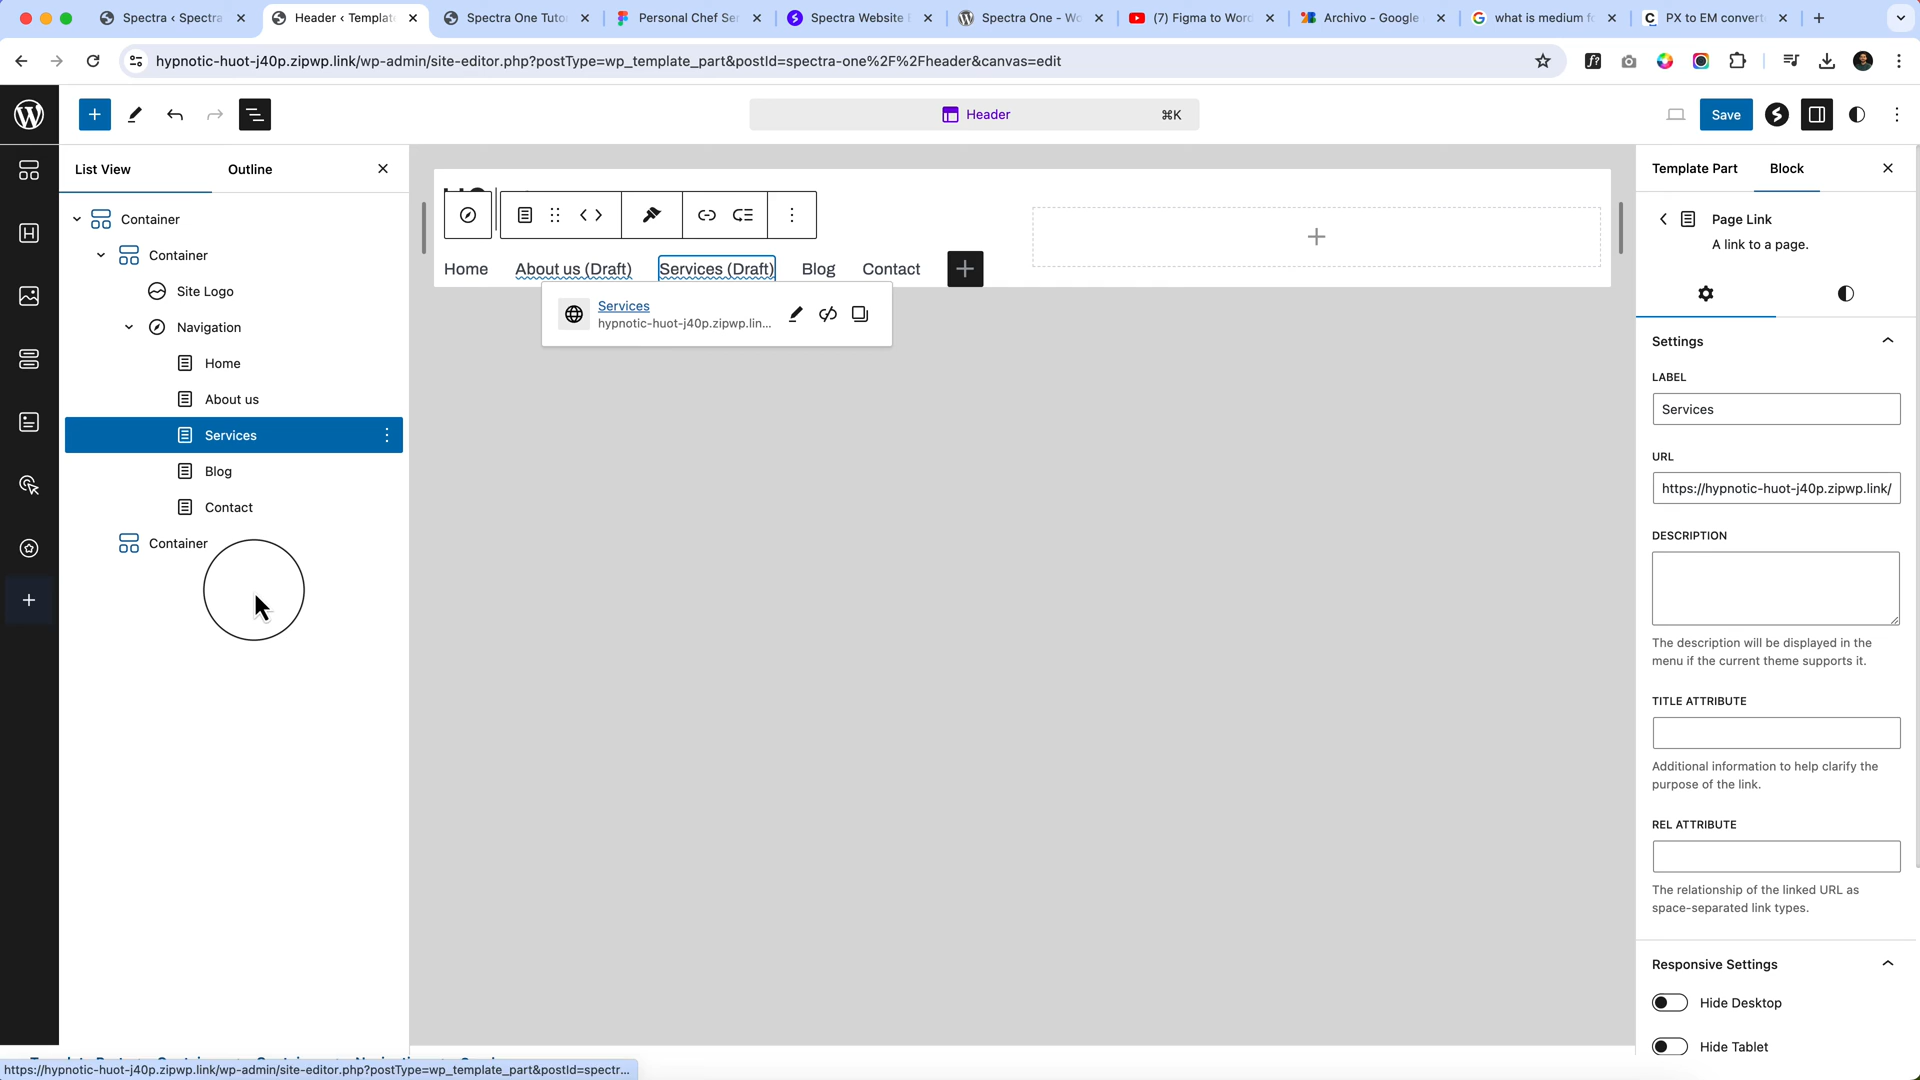 Spectra ‹ Spectra
Header ‹ Templat
Spectra One Tuto
Personal Chef Se
Spectra Website
Spectra One - Wo
(7) Figma to Wor
Archivo - Google
what is medium f
PX to EM convert
hypnotic-huot-j40p.zipwp.link/wp-admin/site-editor.php?postType=wp_template_part&postId=spectra-one%2F%2Fheader&canvas=edit
Header
⌘K
Save
List View
Outline
Template Part
Block
Container
Container
Site Logo
Navigation
Home
About us
Services
Blog
Contact
Container
Home
About us (Draft)
Services (Draft)
Blog
Contact
Services
hypnotic-huot-j40p.zipwp.lin...
Page Link
A link to a page.
Settings
LABEL
Services
URL
https://hypnotic-huot-j40p.zipwp.link/
DESCRIPTION
The description will be displayed in the
menu if the current theme supports it.
TITLE ATTRIBUTE
Additional information to help clarify the
purpose of the link.
REL ATTRIBUTE
The relationship of the linked URL as
space-separated link types.
Responsive Settings
Hide Desktop
Hide Tablet
https://hypnotic-huot-j40p.zipwp.link/wp-admin/site-editor.php?postType=wp_template_part&postId=spectr...